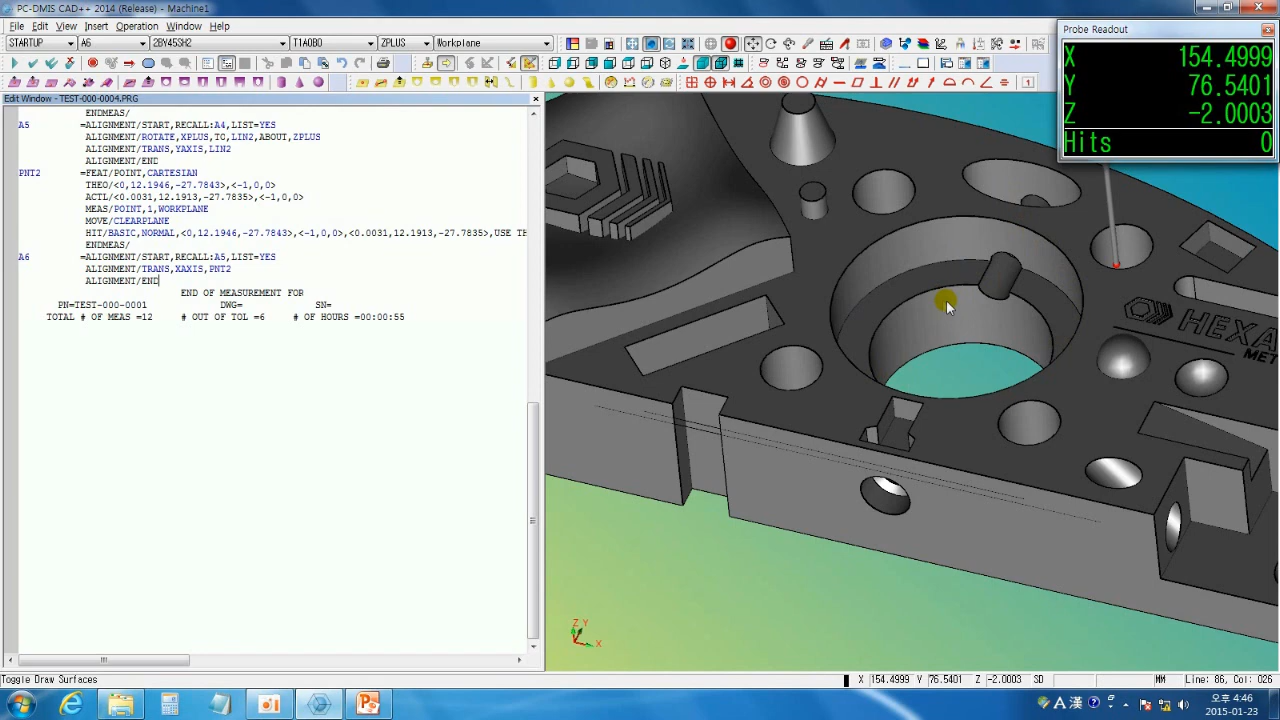 PC-DMIS CAD++ 2014 (Release) - Machine1
File Edit View Insert Operation Window Help
STARTUP A6 2BY45H2 T1A0B0 ZPLUS Workplane
Edit Window - TEST-000-0004.PRG
ENDMEAS/
A5 =ALIGNMENT/START,RECALL:A4,LIST=YES
ALIGNMENT/ROTATE,XPLUS,TO,LIN2,ABOUT,ZPLUS
ALIGNMENT/TRANS,YAXIS,LIN2
ALIGNMENT/END
PNT2 =FEAT/POINT,CARTESIAN
THEO/<0,12.1946,-27.7843>,<-1,0,0>
ACTL/<0.0031,12.1913,-27.7835>,<-1,0,0>
MEAS/POINT,1,WORKPLANE
MOVE/CLEARPLANE
HIT/BASIC,NORMAL,<0,12.1946,-27.7843>,<-1,0,0>,<0.0031,12.1913,-27.7835>,USE TH
ENDMEAS/
A6 =ALIGNMENT/START,RECALL:A5,LIST=YES
ALIGNMENT/TRANS,XAXIS,PNT2
ALIGNMENT/END
END OF MEASUREMENT FOR
PN=TEST-000-0001 DWG= SN=
TOTAL # OF MEAS =12 # OUT OF TOL =6 # OF HOURS =00:00:55
Probe Readout
X 154.4999
Y 76.5401
Z -2.0003
Hits 0
HEXA
MET
Z Y
X
Toggle Draw Surfaces
X 154.4999 Y 76.5401 Z -2.0003 SD MM Line: 86, Col: 026
A 漢
오후 4:46
2015-01-23